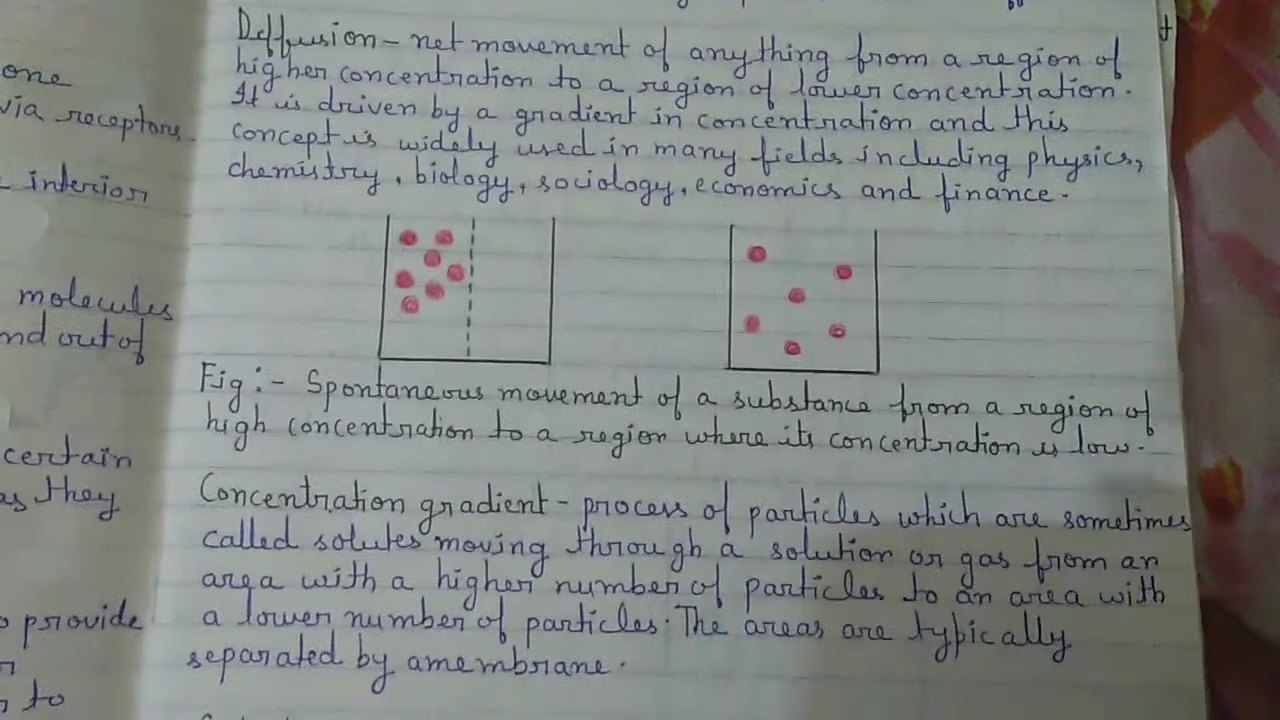 one
via receptors.
interior
molecules
nd out of
certain
as they
provide
to
Deffusion - net movement of anything from a region of
higher concentration to a region of lower concentration.
It is driven by a gradient in concentration and this
concept is widely used in many fields including physics,
chemistry, biology, sociology, economics and finance.
Fig :- Spontaneous movement of a substance from a region of
high concentration to a region where its concentration is low.
Concentration gradient - process of particles which are sometimes
called solutes moving through a solution or gas from an
area with a higher number of particles to an area with
a lower number of particles. The areas are typically
separated by amembrane.